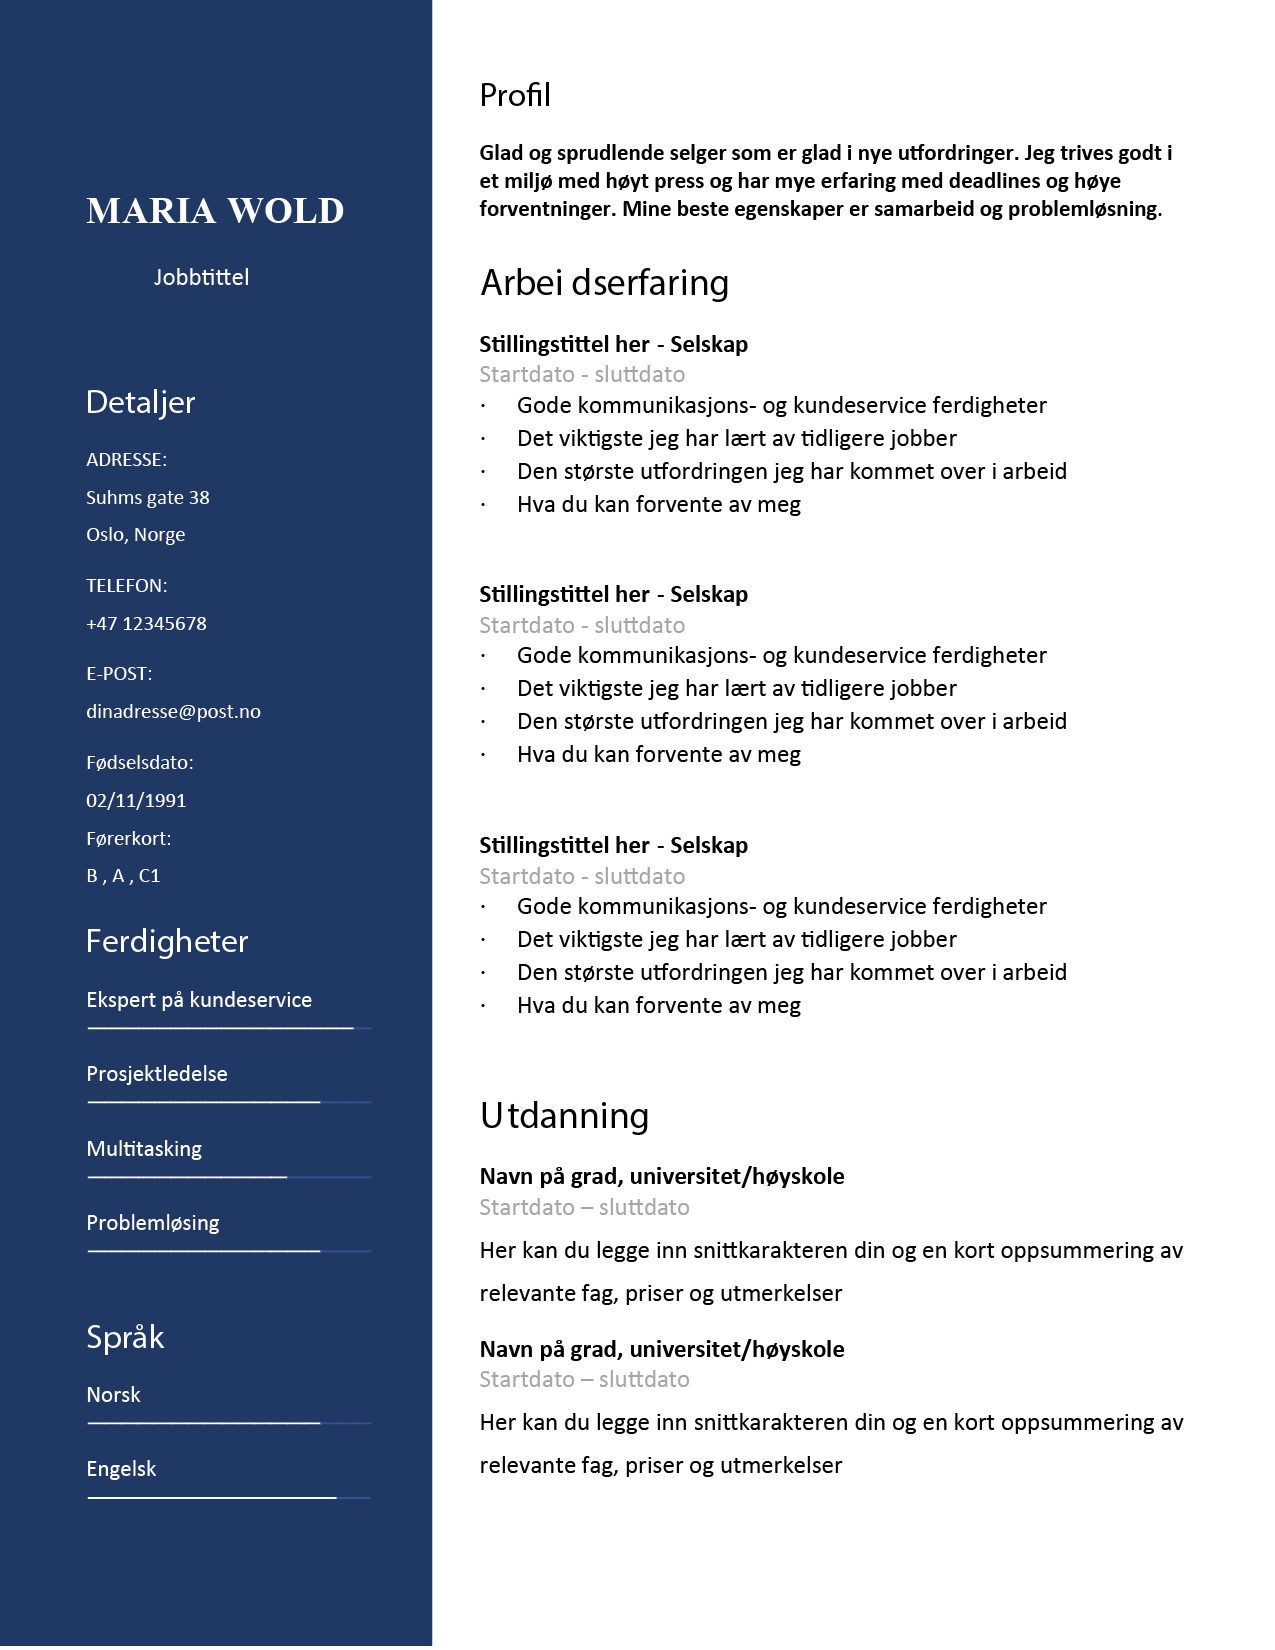 MARIA WOLD
Jobbtittel
Detaljer
ADRESSE:
Suhms gate 38
Oslo, Norge
TELEFON:
+47 12345678
E-POST:
dinadresse@post.no
Fødselsdato:
02/11/1991
Førerkort:
B , A , C1
Ferdigheter
Ekspert på kundeservice
Prosjektledelse
Multitasking
Problemløsing
Språk
Norsk
Engelsk
Profil
Glad og sprudlende selger som er glad i nye utfordringer. Jeg trives godt i
et miljø med høyt press og har mye erfaring med deadlines og høye
forventninger. Mine beste egenskaper er samarbeid og problemløsning.
Arbei dserfaring
Stillingstittel her - Selskap
Startdato - sluttdato
· Gode kommunikasjons- og kundeservice ferdigheter
· Det viktigste jeg har lært av tidligere jobber
· Den største utfordringen jeg har kommet over i arbeid
· Hva du kan forvente av meg
Stillingstittel her - Selskap
Startdato - sluttdato
· Gode kommunikasjons- og kundeservice ferdigheter
· Det viktigste jeg har lært av tidligere jobber
· Den største utfordringen jeg har kommet over i arbeid
· Hva du kan forvente av meg
Stillingstittel her - Selskap
Startdato - sluttdato
· Gode kommunikasjons- og kundeservice ferdigheter
· Det viktigste jeg har lært av tidligere jobber
· Den største utfordringen jeg har kommet over i arbeid
· Hva du kan forvente av meg
Utdanning
Navn på grad, universitet/høyskole
Startdato – sluttdato
Her kan du legge inn snittkarakteren din og en kort oppsummering av
relevante fag, priser og utmerkelser
Navn på grad, universitet/høyskole
Startdato – sluttdato
Her kan du legge inn snittkarakteren din og en kort oppsummering av
relevante fag, priser og utmerkelser